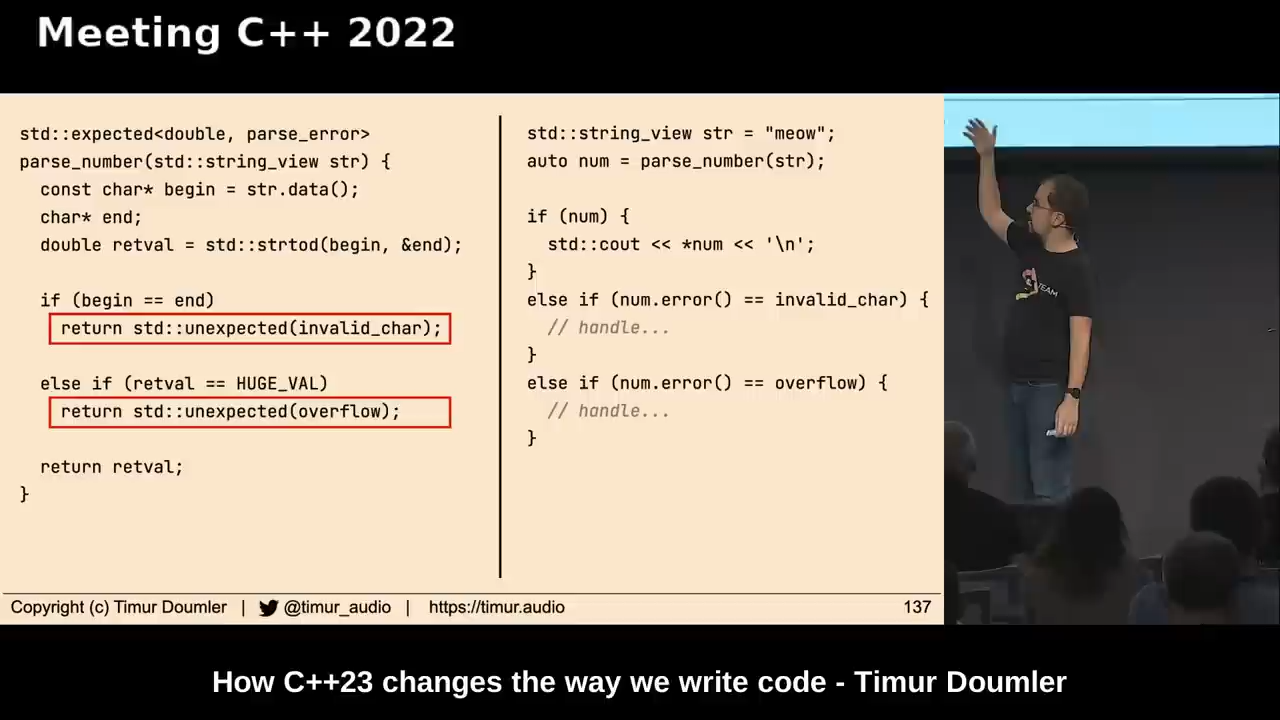 Meeting C++ 2022
std::expected<double, parse_error>
parse_number(std::string_view str) {
const char* begin = str.data();
char* end;
double retval = std::strtod(begin, &end);
if (begin == end)
return std::unexpected(invalid_char);
else if (retval == HUGE_VAL)
return std::unexpected(overflow);
return retval;
}
std::string_view str = "meow";
auto num = parse_number(str);
if (num) {
std::cout << *num << '\n';
}
else if (num.error() == invalid_char) {
// handle...
}
else if (num.error() == overflow) {
// handle...
}
TEAM
Copyright (c) Timur Doumler | @timur_audio | https://timur.audio 137
How C++23 changes the way we write code - Timur Doumler